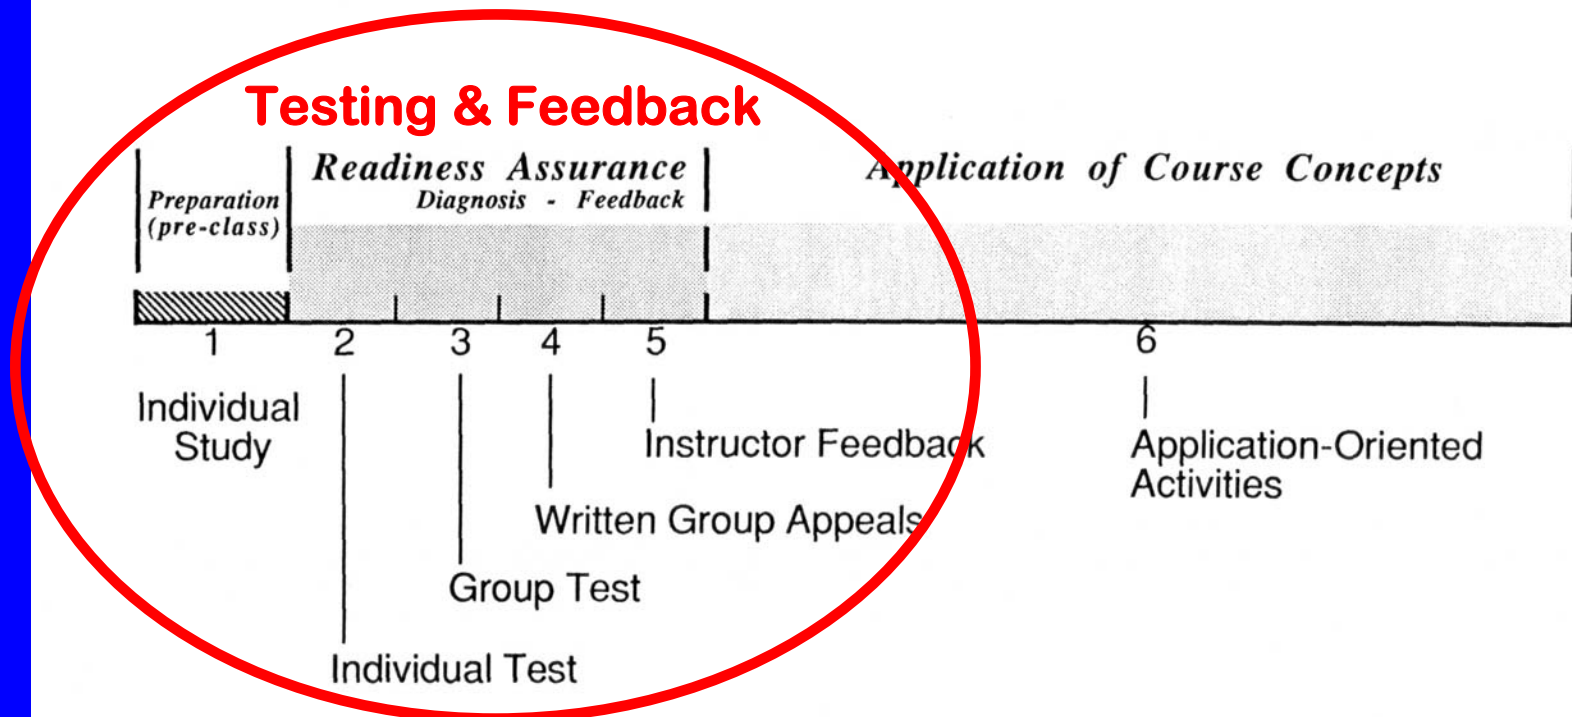 Testing & Feedback
Readiness Assurance
Diagnosis - Feedback
Application of Course Concepts
Preparation
(pre-class)
1
2
3
4
5
6
Individual
Study
Instructor Feedback
Application-Oriented
Activities
Written Group Appeals
Group Test
Individual Test